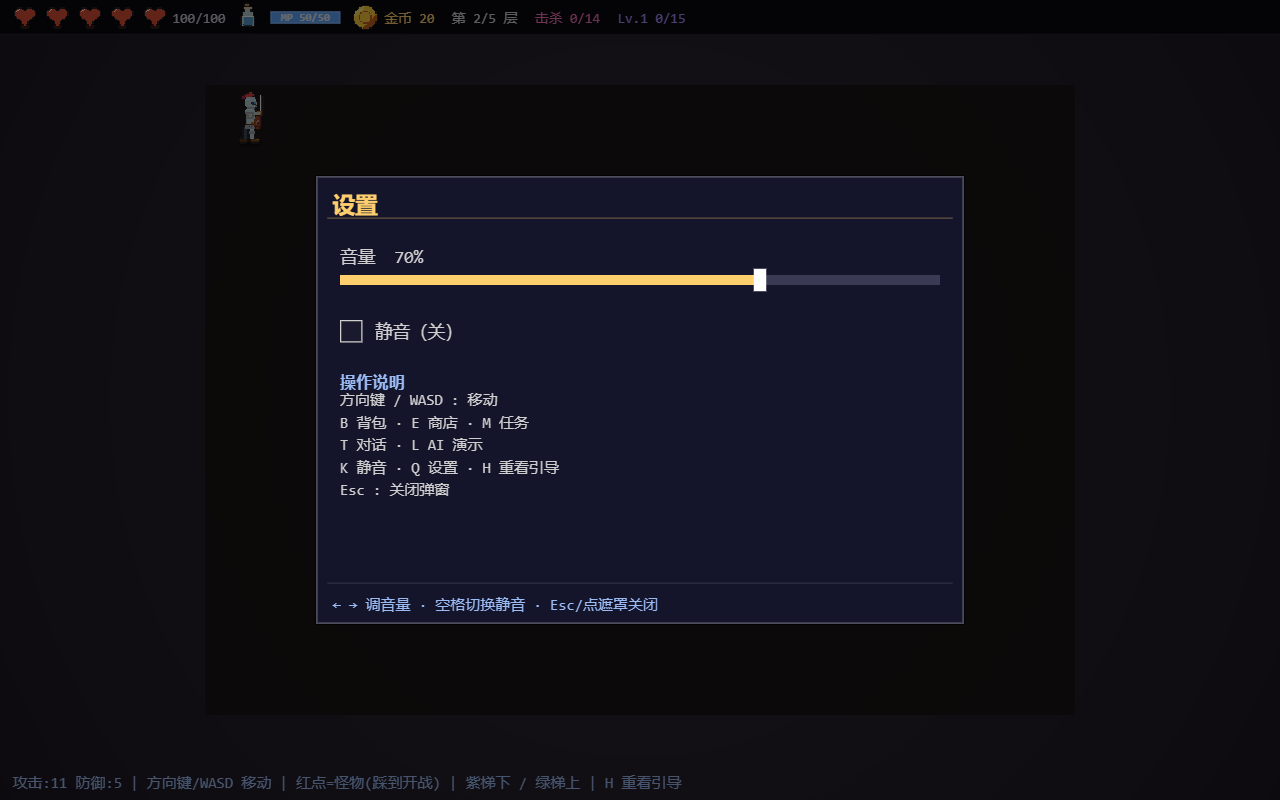 100/100 MP 50/50 金币 20 第 2/5 层 击杀 0/14 Lv.1 0/15
设置
音量 70%
静音 (关)
操作说明
方向键 / WASD : 移动
B 背包 · E 商店 · M 任务
T 对话 · L AI 演示
K 静音 · Q 设置 · H 重看引导
Esc : 关闭弹窗
← → 调音量 · 空格切换静音 · Esc/点遮罩关闭
攻击:11 防御:5 | 方向键/WASD 移动 | 红点=怪物(踩到开战) | 紫梯下 / 绿梯上 | H 重看引导